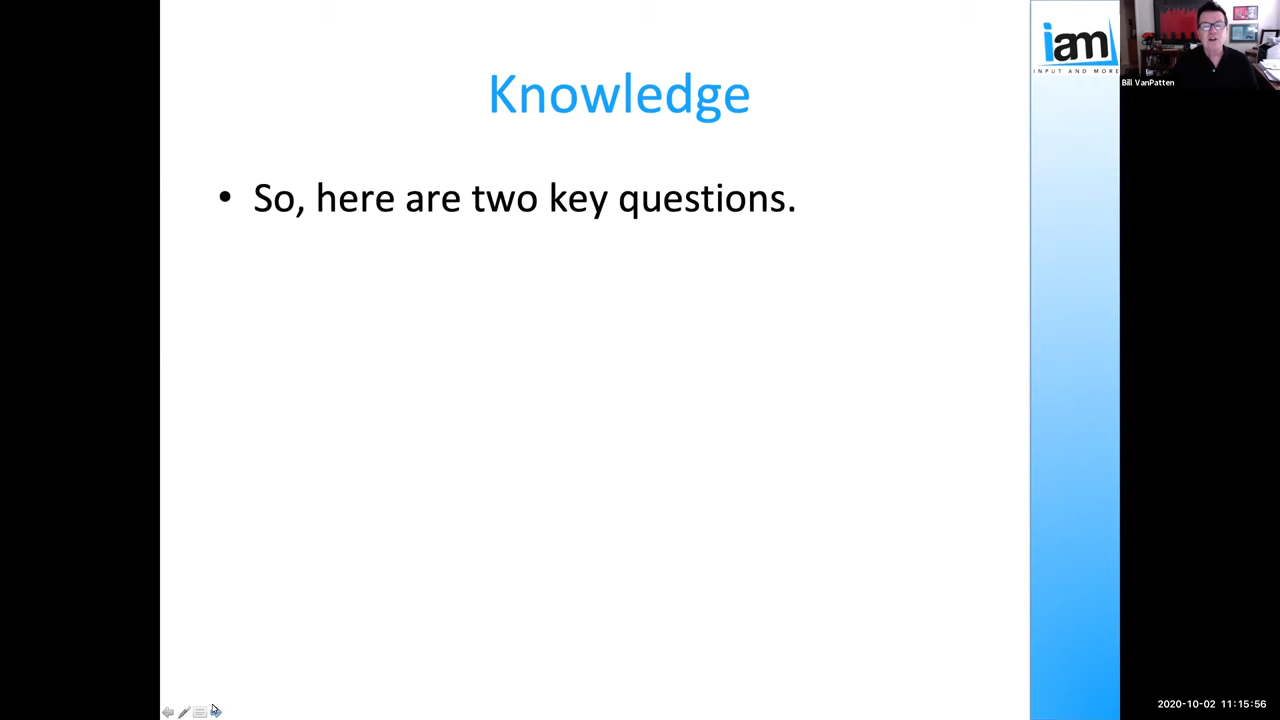 Knowledge
• So, here are two key questions.
iam
INPUT AND MORE
Bill VanPatten
2020-10-02 11:15:56